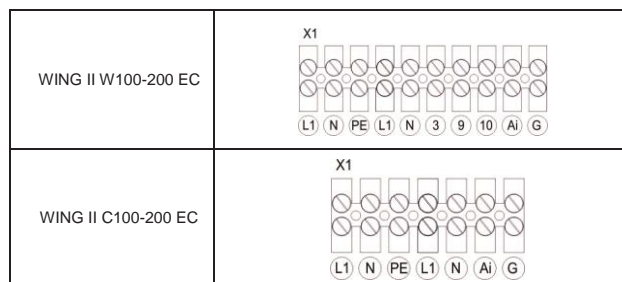 X1
WING II W100-200 EC
L1 N PE L1 N 3 9 10 Ai G
X1
WING II C100-200 EC
L1 N PE L1 N Ai G